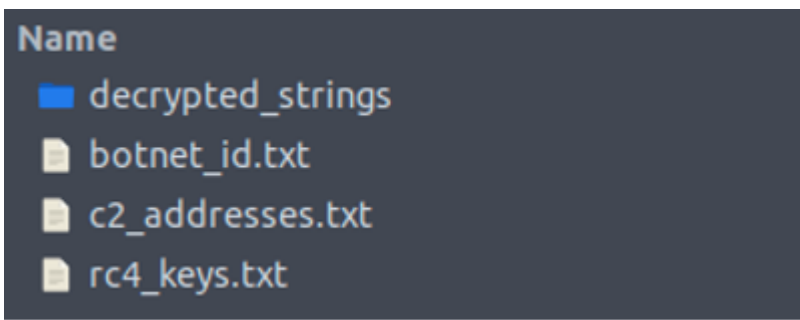 Name
decrypted_strings
botnet_id.txt
c2_addresses.txt
rc4_keys.txt